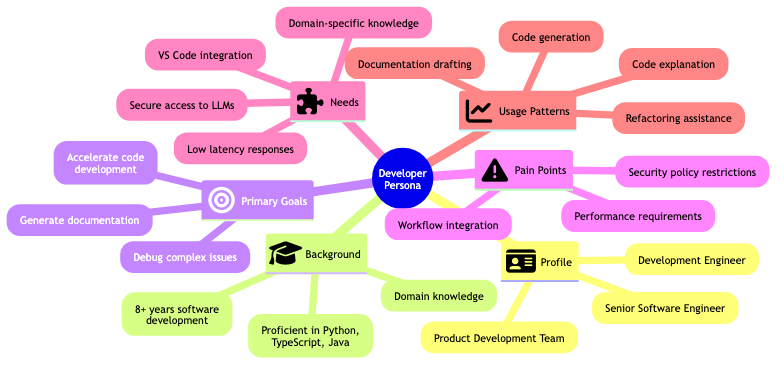 Domain-specific knowledge
VS Code integration
Secure access to LLMs
Low latency responses
Needs
Code generation
Documentation drafting
Code explanation
Refactoring assistance
Usage Patterns
Developer
Persona
Accelerate code
development
Generate documentation
Debug complex issues
Primary Goals
Pain Points
Security policy restrictions
Performance requirements
Workflow integration
Background
8+ years software
development
Proficient in Python,
TypeScript, Java
Domain knowledge
Profile
Development Engineer
Senior Software Engineer
Product Development Team